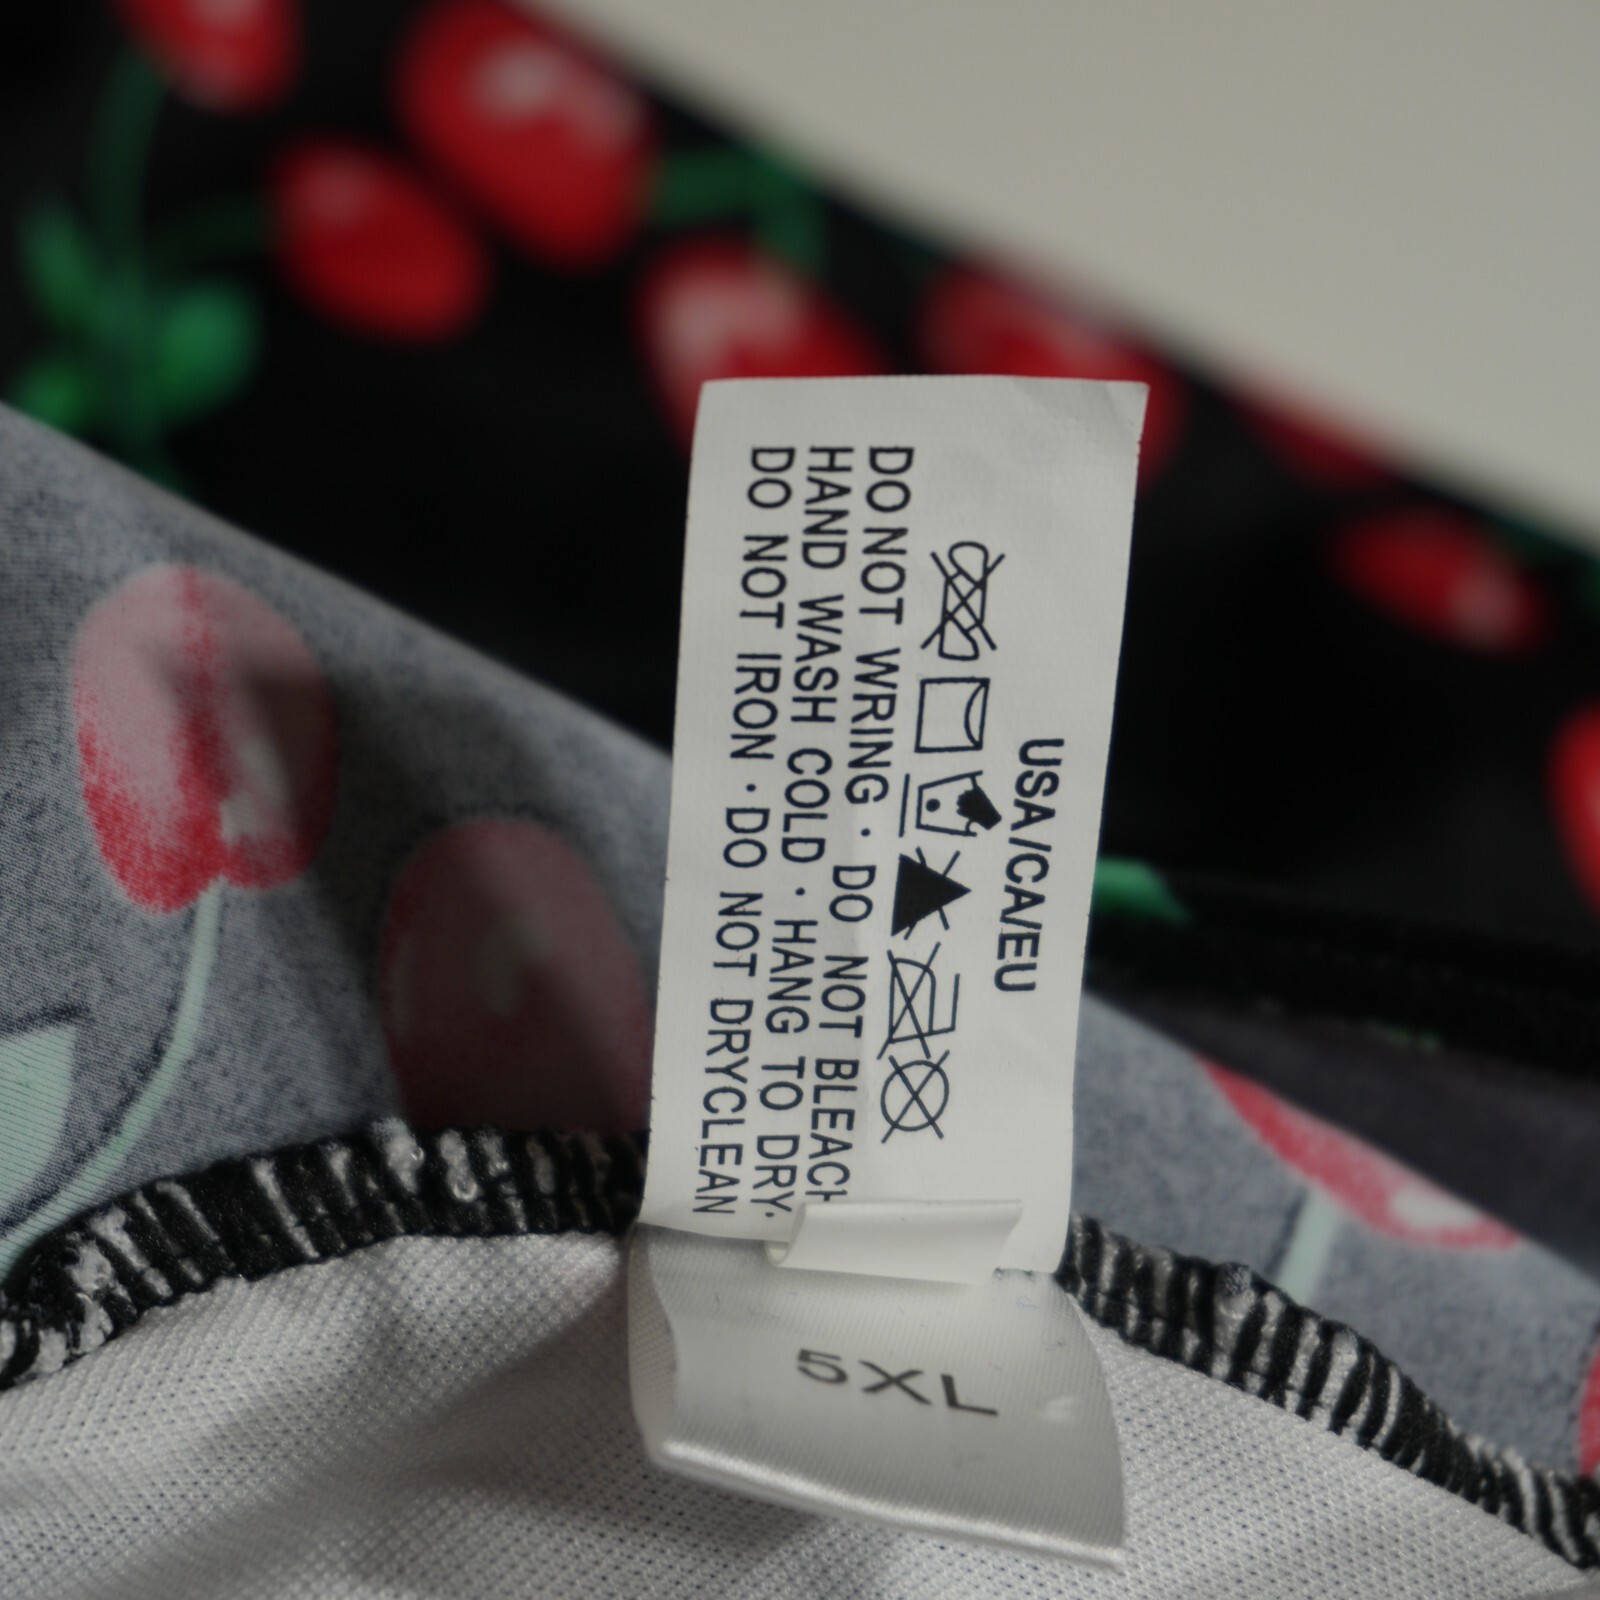 USA/CA/EU
DO NOT WRING · DO NOT BLEACH
HAND WASH COLD · HANG TO DRY·
DO NOT IRON · DO NOT DRYCLEAN
5XL